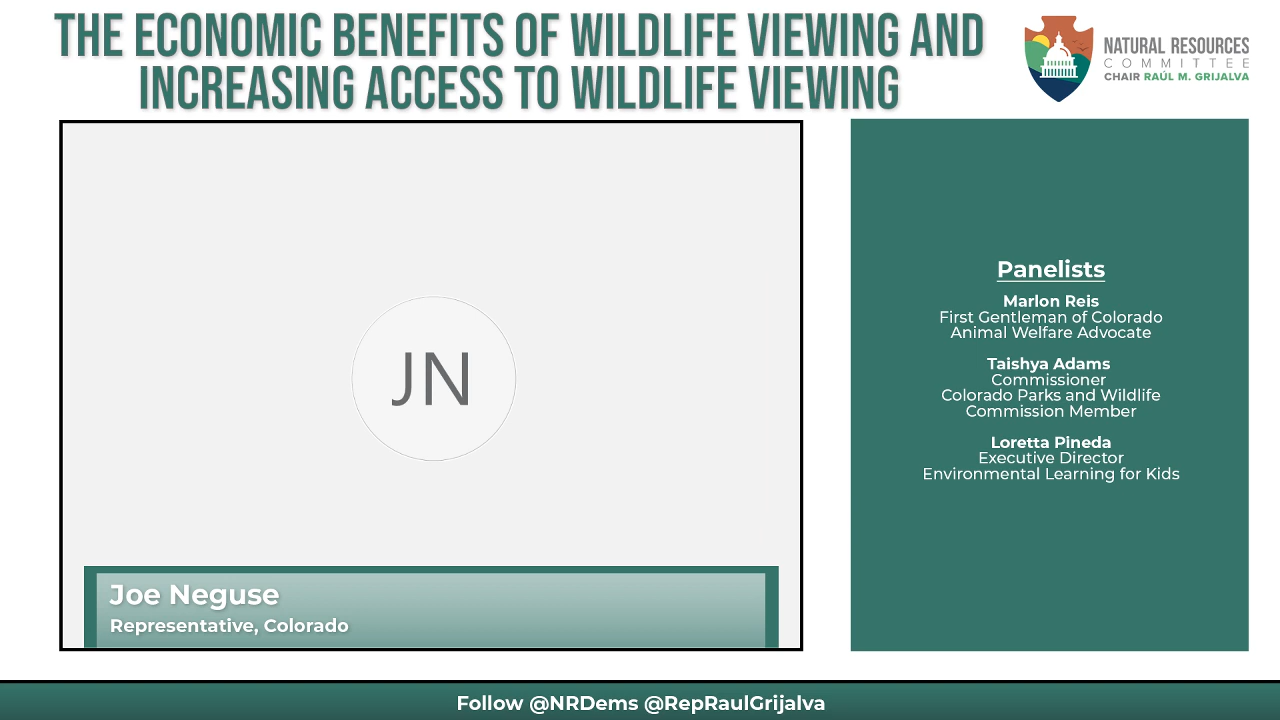 THE ECONOMIC BENEFITS OF WILDLIFE VIEWING AND
INCREASING ACCESS TO WILDLIFE VIEWING
NATURAL RESOURCES
COMMITTEE
CHAIR RAÚL M. GRIJALVA
JN
Joe Neguse
Representative, Colorado
Panelists
Marlon Reis
First Gentleman of Colorado
Animal Welfare Advocate
Taishya Adams
Commissioner
Colorado Parks and Wildlife
Commission Member
Loretta Pineda
Executive Director
Environmental Learning for Kids
Follow @NRDems @RepRaulGrijalva